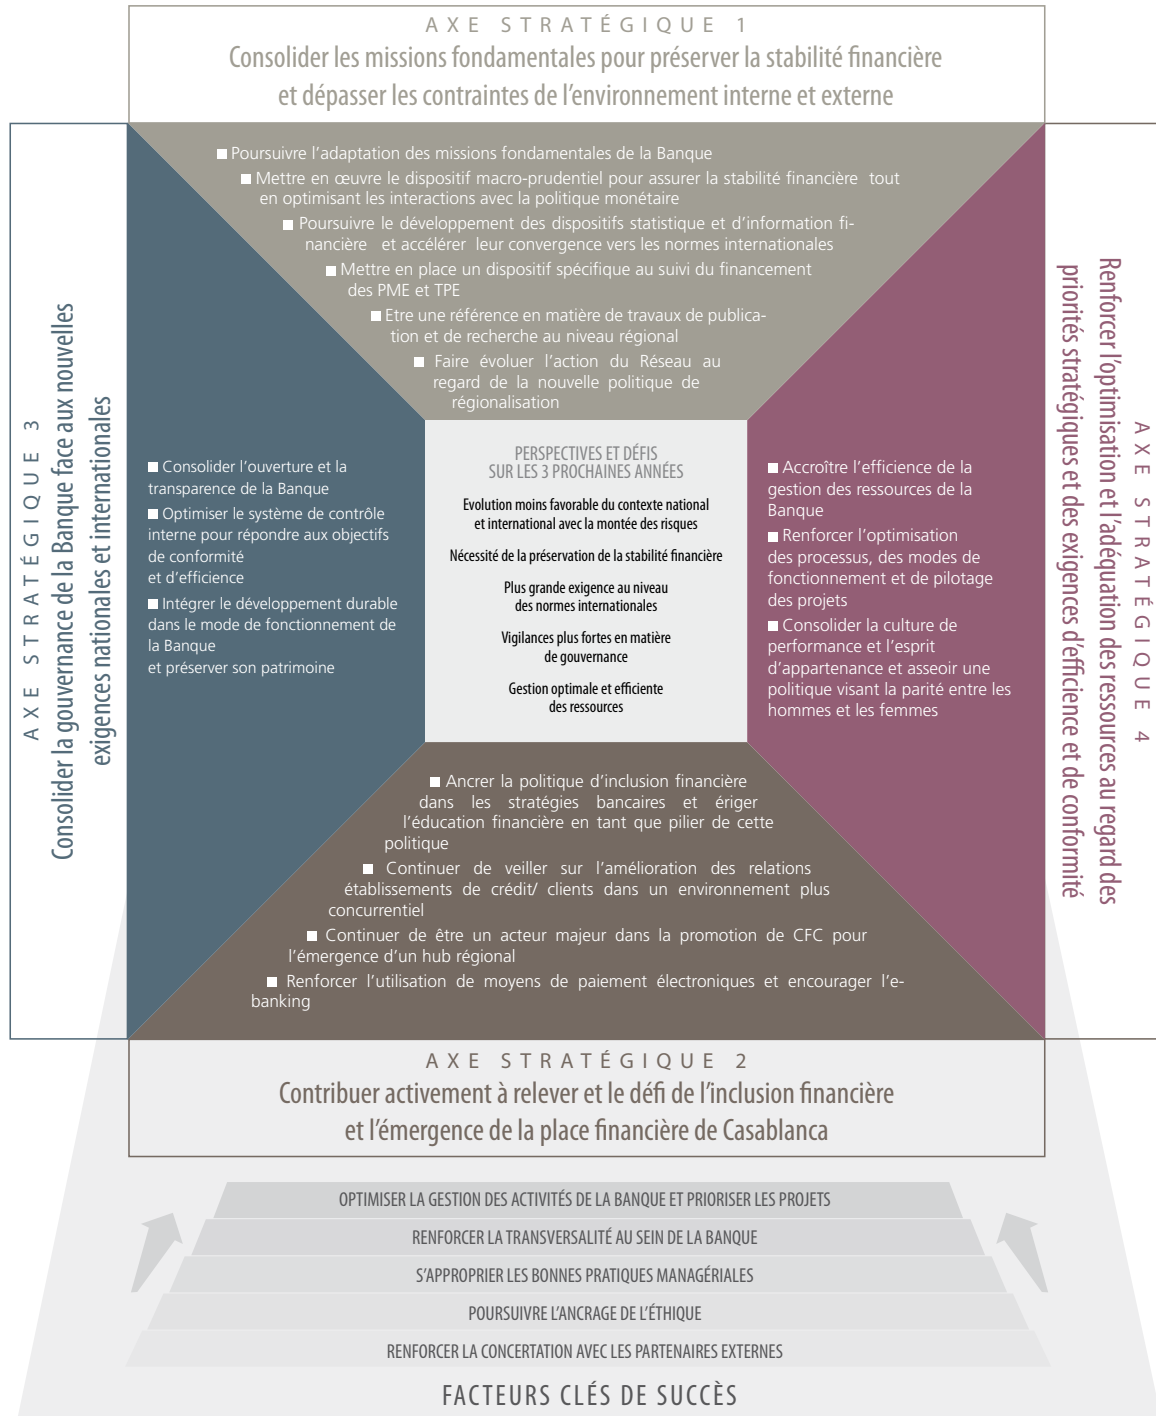 AXE STRATÉGIQUE 1
Consolider les missions fondamentales pour préserver la stabilité financière
et dépasser les contraintes de l’environnement interne et externe
■ Poursuivre l’adaptation des missions fondamentales de la Banque
■ Mettre en œuvre le dispositif macro-prudentiel pour assurer la stabilité financière tout
en optimisant les interactions avec la politique monétaire
■ Poursuivre le développement des dispositifs statistique et d’information fi-
nancière et accélérer leur convergence vers les normes internationales
■ Mettre en place un dispositif spécifique au suivi du financement
des PME et TPE
■ Etre une référence en matière de travaux de publica-
tion et de recherche au niveau régional
■ Faire évoluer l’action du Réseau au
regard de la nouvelle politique de
régionalisation
AXE STRATÉGIQUE 3
Consolider la gouvernance de la Banque face aux nouvelles
exigences nationales et internationales
■ Consolider l’ouverture et la
transparence de la Banque
■ Optimiser le système de contrôle
interne pour répondre aux objectifs
de conformité
et d’efficience
■ Intégrer le développement durable
dans le mode de fonctionnement de
la Banque
et préserver son patrimoine
PERSPECTIVES ET DÉFIS
SUR LES 3 PROCHAINES ANNÉES
Evolution moins favorable du contexte national
et international avec la montée des risques
Nécessité de la préservation de la stabilité financière
Plus grande exigence au niveau
des normes internationales
Vigilances plus fortes en matière
de gouvernance
Gestion optimale et efficiente
des ressources
■ Accroître l’efficience de la
gestion des ressources de la
Banque
■ Renforcer l’optimisation
des processus, des modes de
fonctionnement et de pilotage
des projets
■ Consolider la culture de
performance et l’esprit
d’appartenance et asseoir une
politique visant la parité entre les
hommes et les femmes
AXE STRATÉGIQUE 4
Renforcer l’optimisation et l’adéquation des ressources au regard des
priorités stratégiques et des exigences d’efficience et de conformité
■ Ancrer la politique d’inclusion financière
dans les stratégies bancaires et ériger
l’éducation financière en tant que pilier de cette
politique
■ Continuer de veiller sur l’amélioration des relations
établissements de crédit/ clients dans un environnement plus
concurrentiel
■ Continuer de être un acteur majeur dans la promotion de CFC pour
l’émergence d’un hub régional
■ Renforcer l’utilisation de moyens de paiement électroniques et encourager l’e-
banking
AXE STRATÉGIQUE 2
Contribuer activement à relever et le défi de l’inclusion financière
et l’émergence de la place financière de Casablanca
OPTIMISER LA GESTION DES ACTIVITÉS DE LA BANQUE ET PRIORISER LES PROJETS
RENFORCER LA TRANSVERSALITÉ AU SEIN DE LA BANQUE
S’APPROPRIER LES BONNES PRATIQUES MANAGÉRIALES
POURSUIVRE L’ANCRAGE DE L’ÉTHIQUE
RENFORCER LA CONCERTATION AVEC LES PARTENAIRES EXTERNES
FACTEURS CLÉS DE SUCCÈS